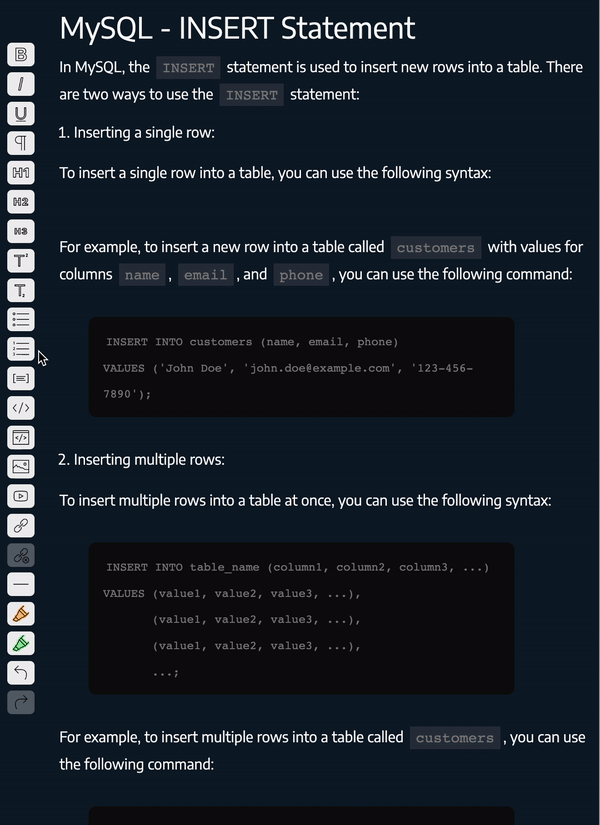 MySQL - INSERT Statement
In MySQL, the INSERT statement is used to insert new rows into a table. There
are two ways to use the INSERT statement:
1. Inserting a single row:
To insert a single row into a table, you can use the following syntax:
For example, to insert a new row into a table called customers with values for
columns name , email , and phone , you can use the following command:
INSERT INTO customers (name, email, phone)
VALUES ('John Doe', 'john.doe@example.com', '123-456-
7890');
2. Inserting multiple rows:
To insert multiple rows into a table at once, you can use the following syntax:
INSERT INTO table_name (column1, column2, column3, ...)
VALUES (value1, value2, value3, ...),
(value1, value2, value3, ...),
(value1, value2, value3, ...),
...;
For example, to insert multiple rows into a table called customers , you can use
the following command:
B
I
U
¶
H1
H2
H3
T²
T,
</>